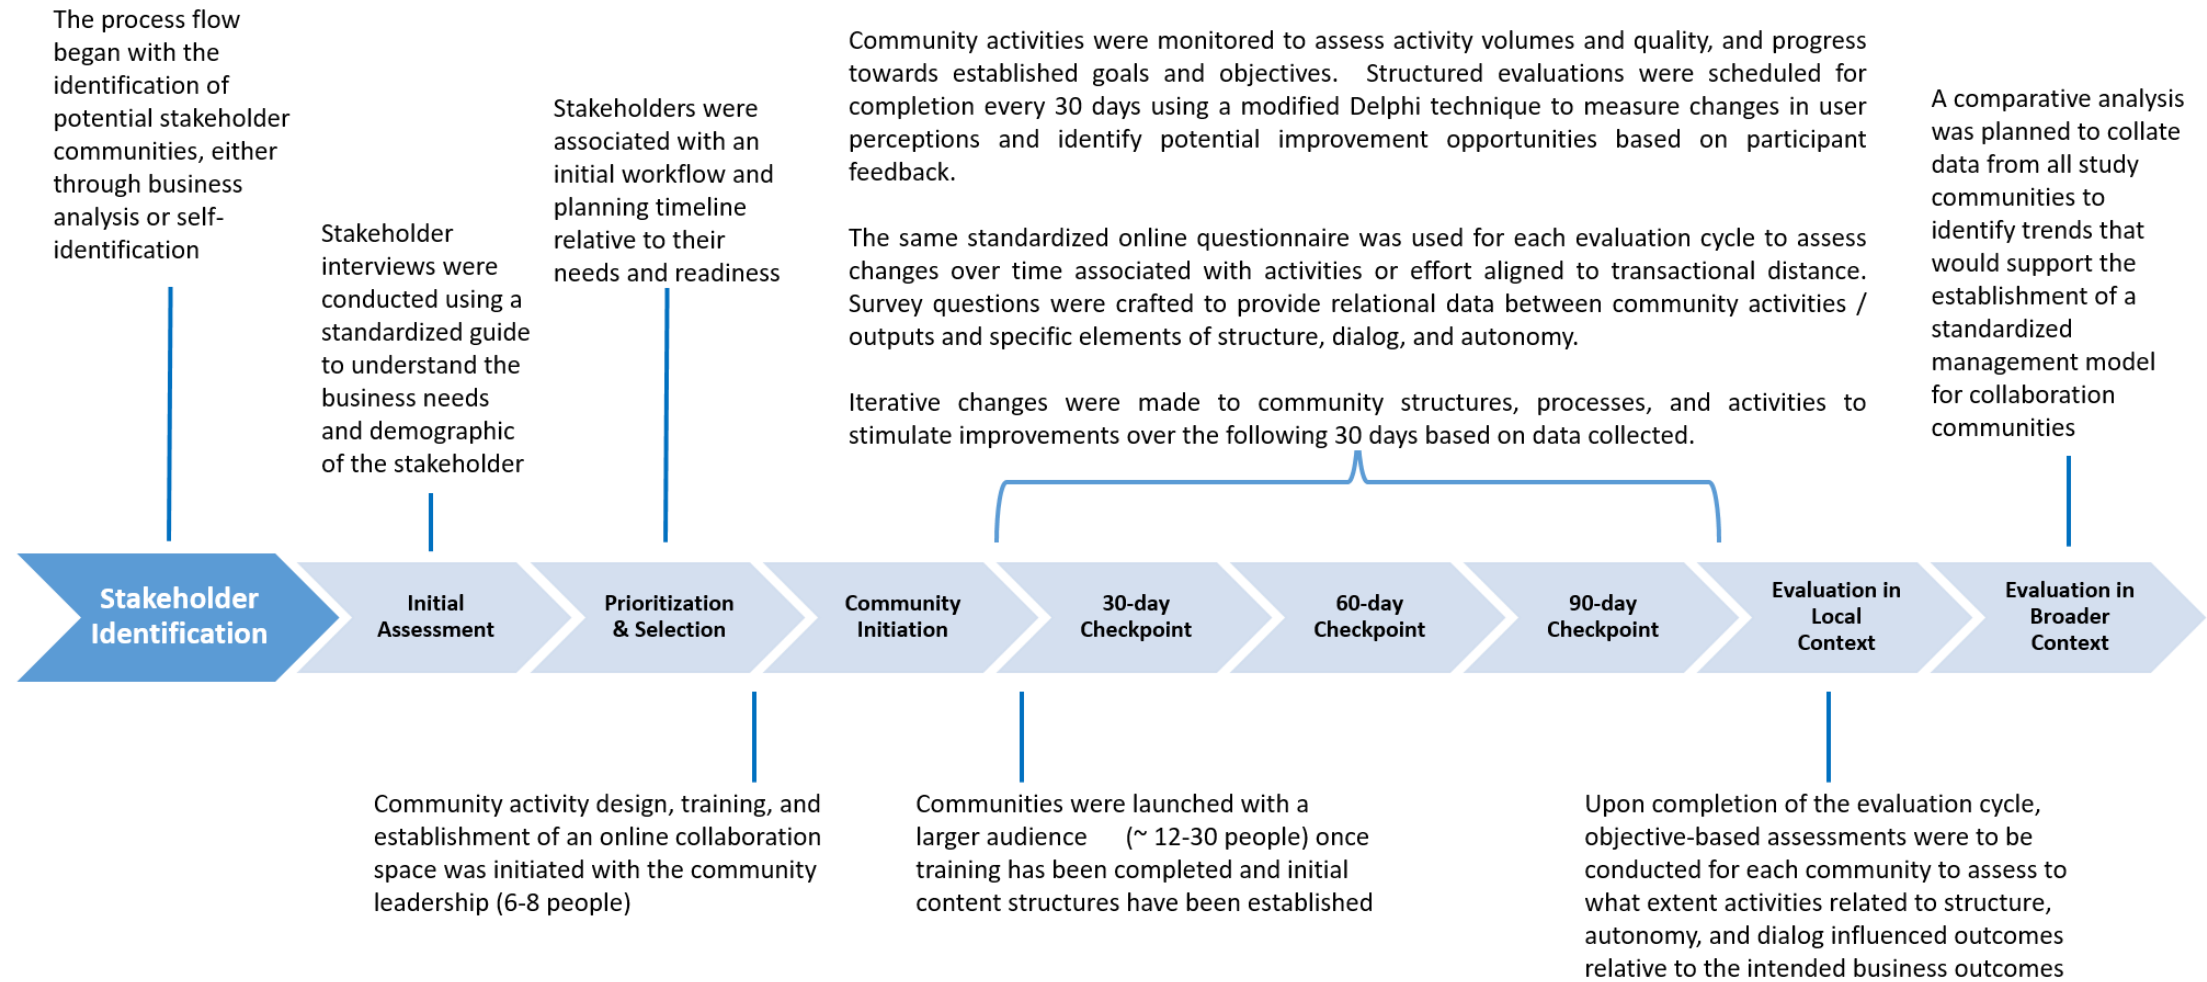 The process flow
began with the
identification of
potential stakeholder
communities, either
through business
analysis or self-
identification
Stakeholder
interviews were
conducted using a
standardized guide
to understand the
business needs
and demographic
of the stakeholder
Stakeholders were
associated with an
initial workflow and
planning timeline
relative to their
needs and readiness
Community activities were monitored to assess activity volumes and quality, and progress
towards established goals and objectives.  Structured evaluations were scheduled for
completion every 30 days using a modified Delphi technique to measure changes in user
perceptions and identify potential improvement opportunities based on participant
feedback.
The same standardized online questionnaire was used for each evaluation cycle to assess
changes over time associated with activities or effort aligned to transactional distance.
Survey questions were crafted to provide relational data between community activities /
outputs and specific elements of structure, dialog, and autonomy.
Iterative changes were made to community structures, processes, and activities to
stimulate improvements over the following 30 days based on data collected.
A comparative analysis
was planned to collate
data from all study
communities to
identify trends that
would support the
establishment of a
standardized
management model
for collaboration
communities
Stakeholder
Identification
Initial
Assessment
Prioritization
& Selection
Community
Initiation
30-day
Checkpoint
60-day
Checkpoint
90-day
Checkpoint
Evaluation in
Local
Context
Evaluation in
Broader
Context
Community activity design, training, and
establishment of an online collaboration
space was initiated with the community
leadership (6-8 people)
Communities were launched with a
larger audience (~ 12-30 people) once
training has been completed and initial
content structures have been established
Upon completion of the evaluation cycle,
objective-based assessments were to be
conducted for each community to assess to
what extent activities related to structure,
autonomy, and dialog influenced outcomes
relative to the intended business outcomes